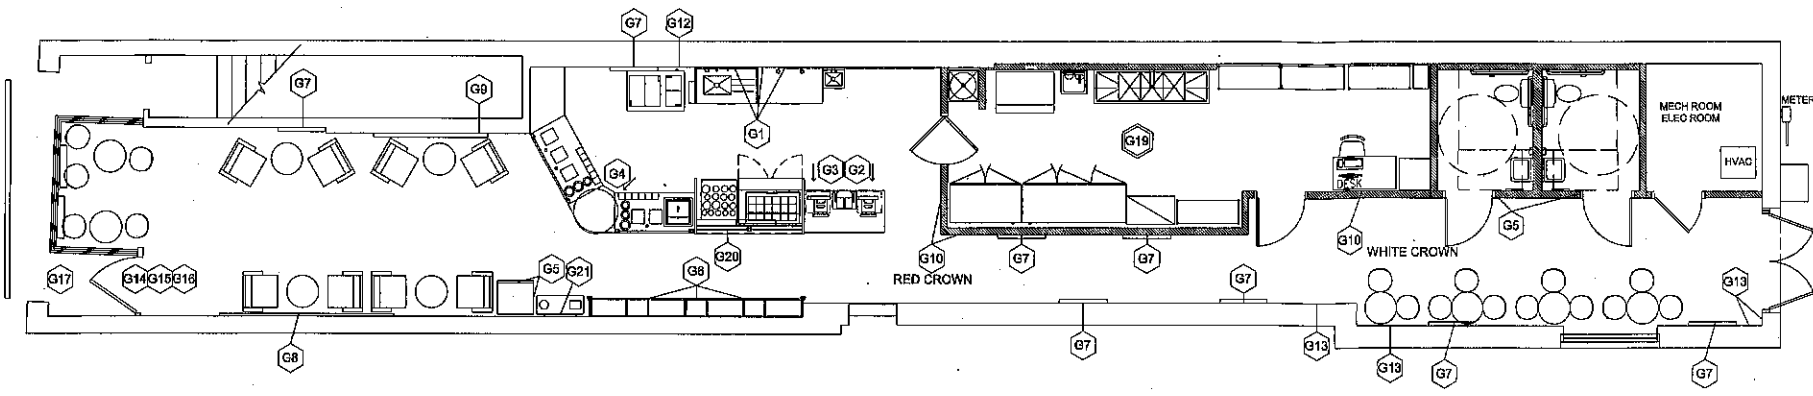 G7
G12
G7
G9
G1
G3
G2
G4
G19
MECH ROOM
ELEC ROOM
METER
HVAC
DESK
G5
G10
G20
G10
G7
G7
WHITE CROWN
RED CROWN
G17
G14
G15
G16
G5
G21
G6
G7
G13
G8
G7
G13
G13
G7
G7